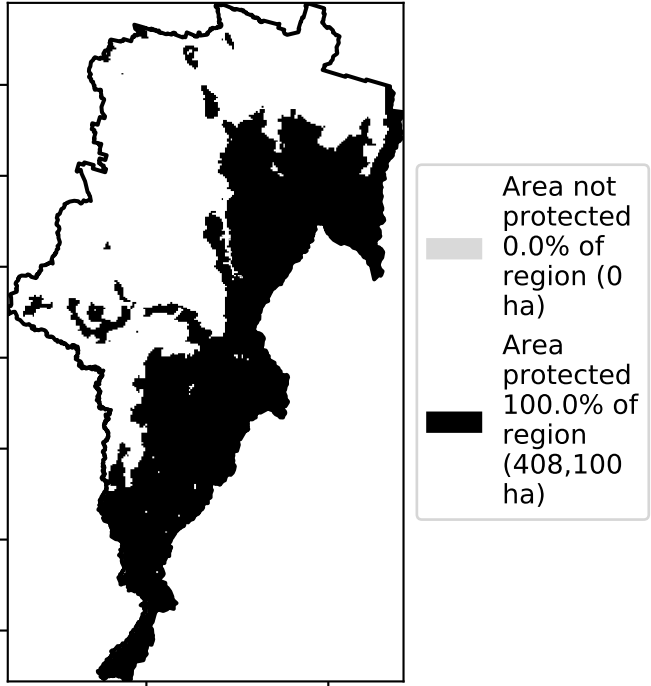 Area not
protected
0.0% of
region (0
ha)
Area
protected
100.0% of
region
(408,100
ha)